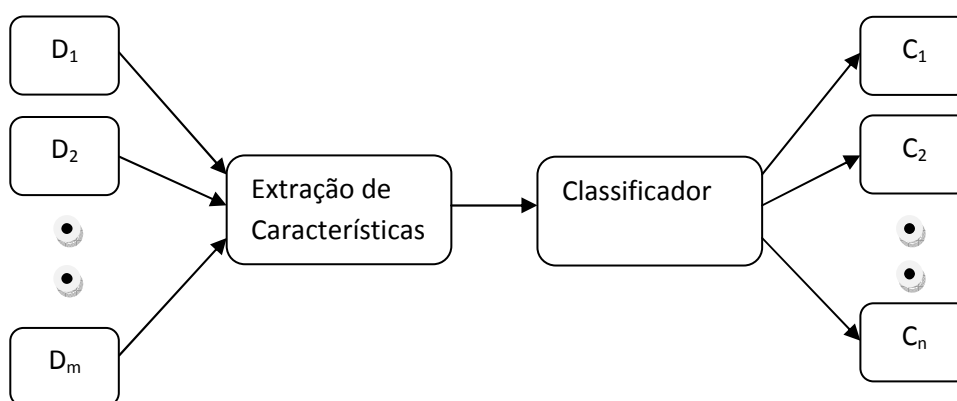 D₁
D₂
Dₘ
Extração de
Características
Classificador
C₁
C₂
Cₙ